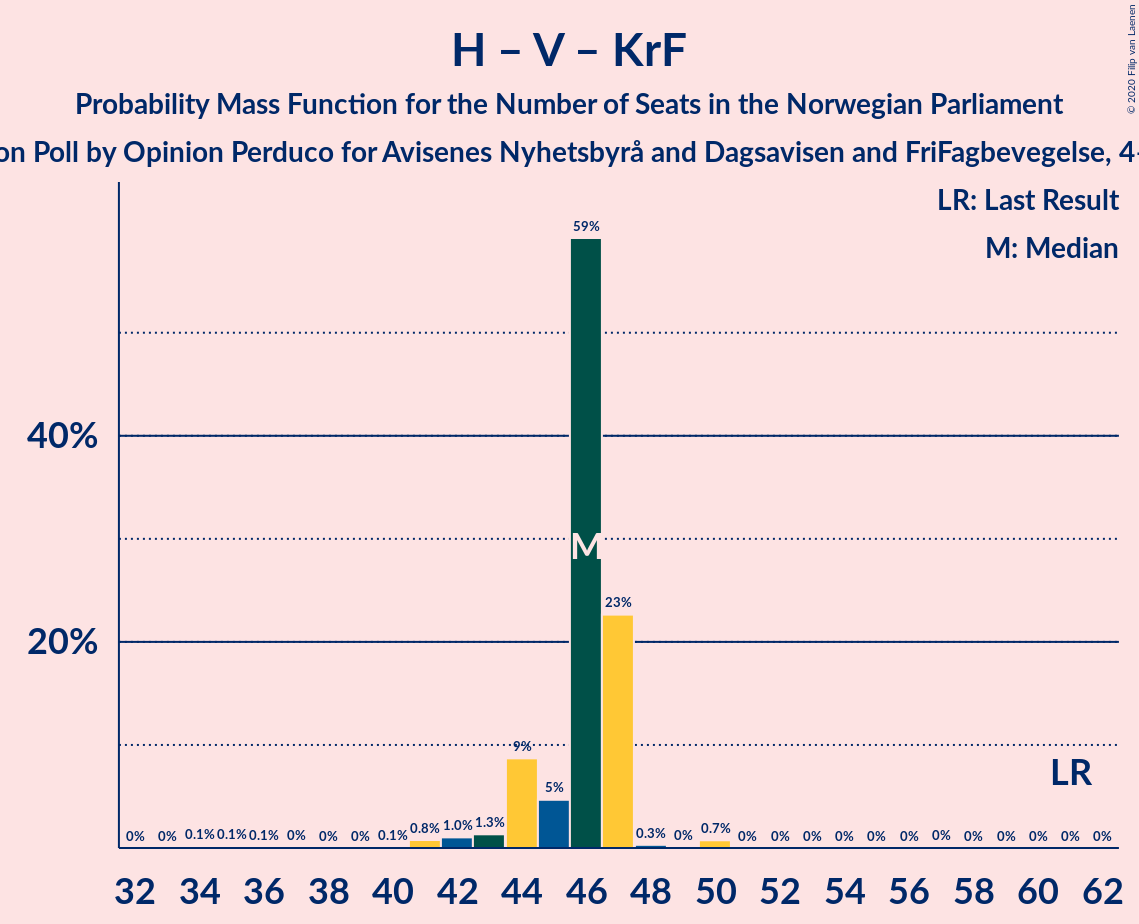 H – V – KrF
Probability Mass Function for the Number of Seats in the Norwegian Parliament
on Poll by Opinion Perduco for Avisenes Nyhetsbyrå and Dagsavisen and FriFagbevegelse, 4
© 2020 Filip van Laenen
LR: Last Result
M: Median
59%
40%
M
23%
20%
9%
5%
LR
0% 0% 0.1% 0.1% 0.1% 0% 0% 0% 0.1% 0.8% 1.0% 1.3% 0.3% 0% 0.7% 0% 0% 0% 0% 0% 0% 0% 0% 0% 0% 0% 0%
32 34 36 38 40 42 44 46 48 50 52 54 56 58 60 62